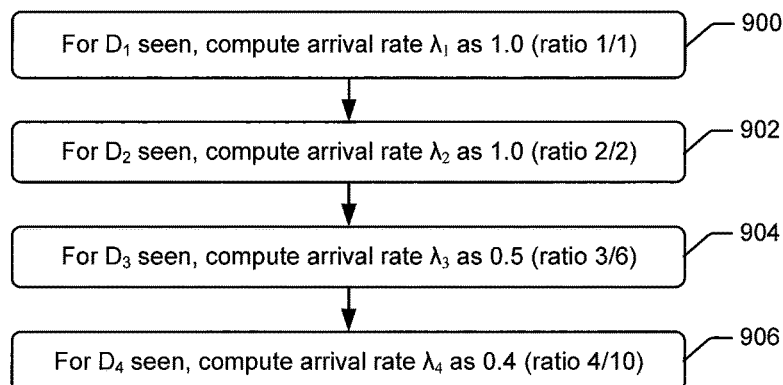 For D₁ seen, compute arrival rate λ₁ as 1.0 (ratio 1/1)
900
For D₂ seen, compute arrival rate λ₂ as 1.0 (ratio 2/2)
902
For D₃ seen, compute arrival rate λ₃ as 0.5 (ratio 3/6)
904
For D₄ seen, compute arrival rate λ₄ as 0.4 (ratio 4/10)
906